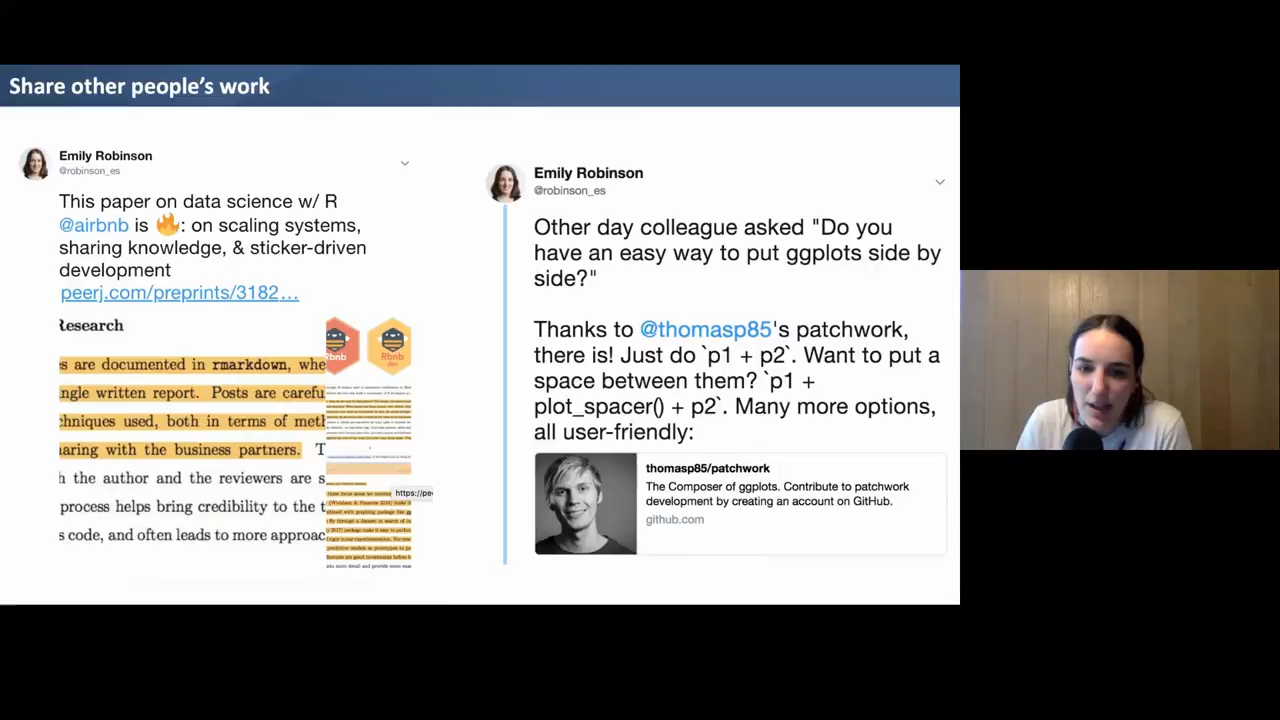 Share other people's work
Emily Robinson
@robinson_es
This paper on data science w/ R
@airbnb is 🔥: on scaling systems,
sharing knowledge, & sticker-driven
development
peerj.com/preprints/3182…
Research
are documented in rmarkdown, whe
ngle written report. Posts are carefu
chniques used, both in terms of met
haring with the business partners. T
h the author and the reviewers are s
process helps bring credibility to the t
s code, and often leads to more approac
Rbnb
Rbnb
https://pe
Emily Robinson
@robinson_es
Other day colleague asked "Do you
have an easy way to put ggplots side by
side?"
Thanks to @thomasp85's patchwork,
there is! Just do `p1 + p2`. Want to put a
space between them? `p1 +
plot_spacer() + p2`. Many more options,
all user-friendly:
thomasp85/patchwork
The Composer of ggplots. Contribute to patchwork
development by creating an account on GitHub.
github.com